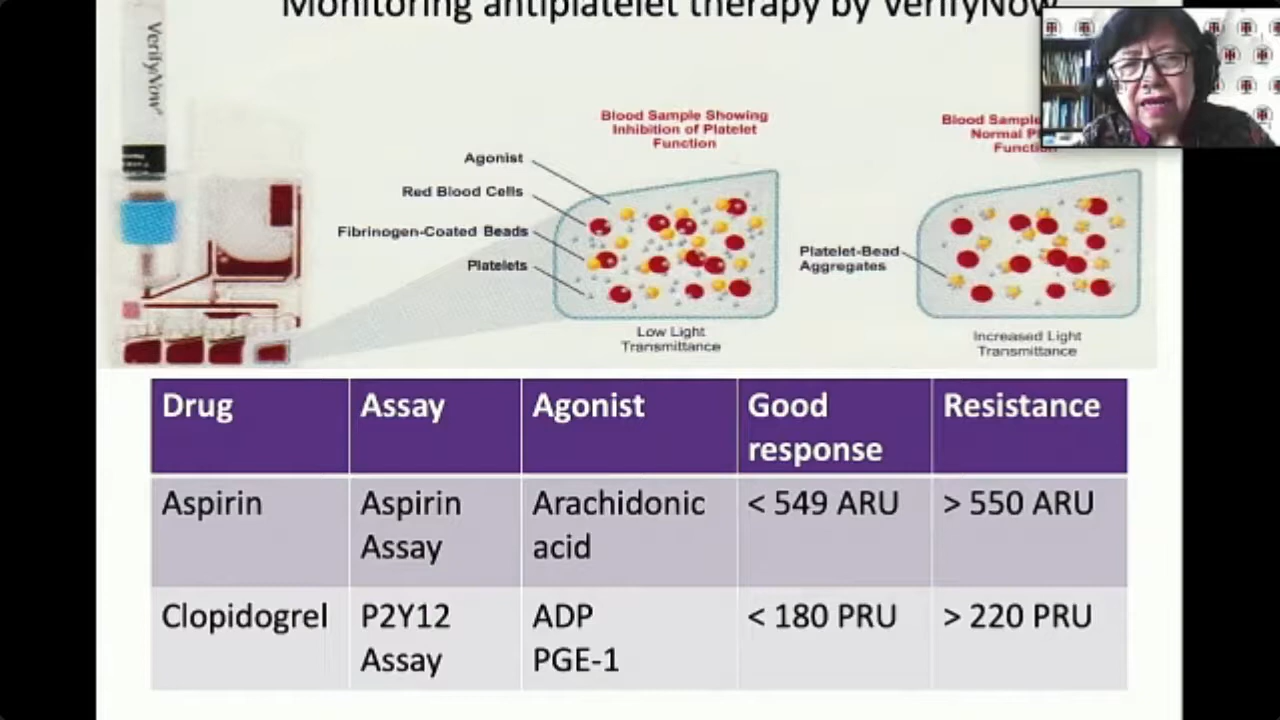 Monitoring antiplatelet therapy by VerifyNow
VerifyNow
Blood Sample Showing
Inhibition of Platelet
Function
Agonist
Red Blood Cells
Fibrinogen-Coated Beads
Platelets
Low Light
Transmittance
Blood Sample
Normal
Function
Platelet-Bead
Aggregates
Increased Light
Transmittance
Drug Assay Agonist Good response Resistance
Aspirin Aspirin Assay Arachidonic acid < 549 ARU > 550 ARU
Clopidogrel P2Y12 Assay ADP PGE-1 < 180 PRU > 220 PRU